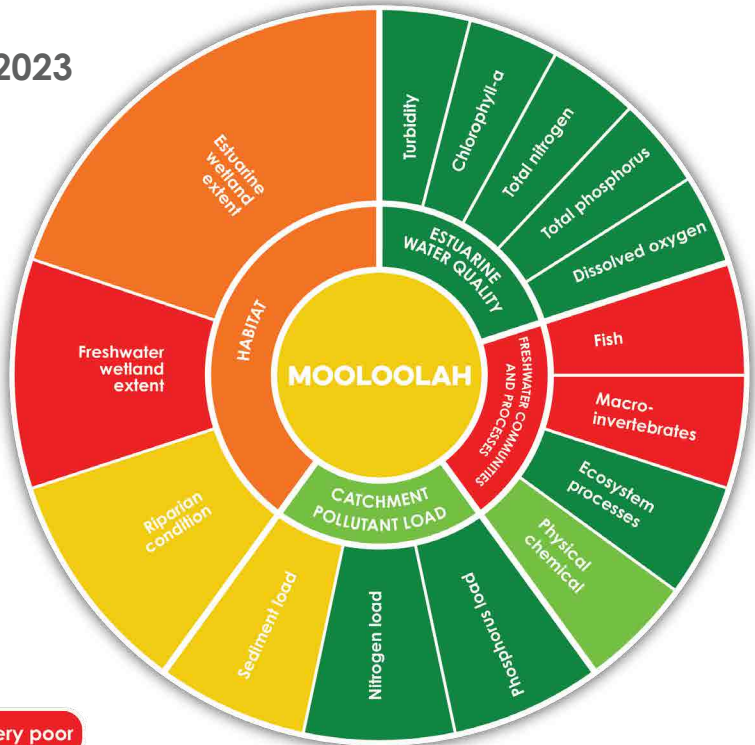 2023
Turbidity
Chlorophyll-a
Total nitrogen
Total phosphorus
Dissolved oxygen
Fish
Macro-
invertebrates
Ecosystem
processes
Physical
chemical
Phosphorus load
Nitrogen load
Sediment load
Riparian
condition
Freshwater
wetland
extent
Estuarine
wetland
extent
ESTUARINE
WATER QUALITY
FRESHWATER COMMUNITIES
AND PROCESSES
CATCHMENT
POLLUTANT LOAD
HABITAT
MOOLOOLAH
ery poor